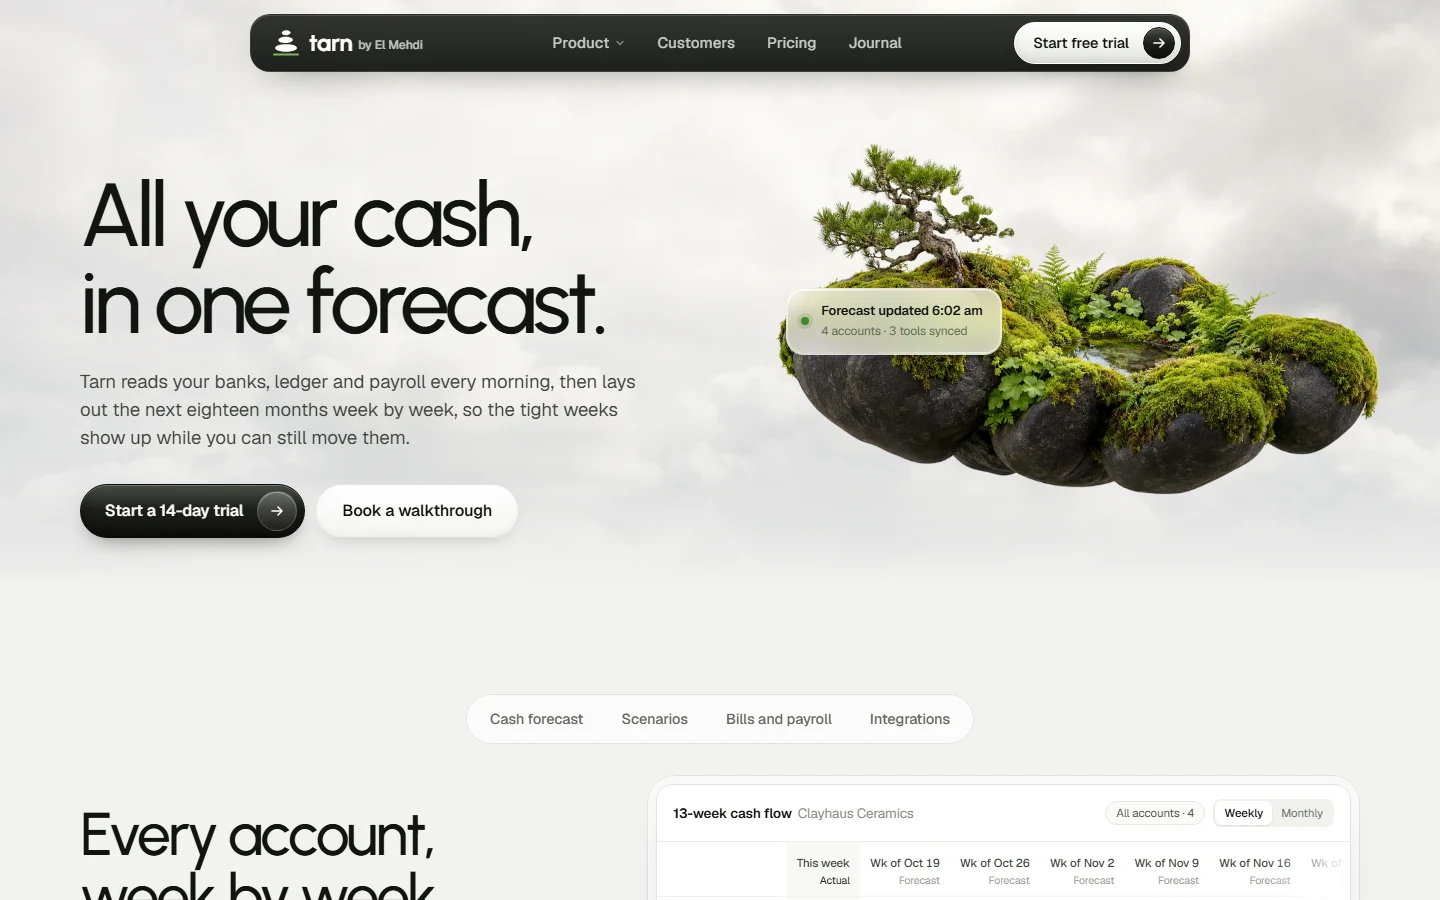 tarn by El Mehdi
Product
Customers
Pricing
Journal
Start free trial
All your cash,
in one forecast.
Tarn reads your banks, ledger and payroll every morning, then lays
out the next eighteen months week by week, so the tight weeks
show up while you can still move them.
Start a 14-day trial
Book a walkthrough
Forecast updated 6:02 am
4 accounts · 3 tools synced
Cash forecast
Scenarios
Bills and payroll
Integrations
Every account,
week by week
13-week cash flow Clayhaus Ceramics
All accounts · 4
Weekly
Monthly
This week Wk of Oct 19 Wk of Oct 26 Wk of Nov 2 Wk of Nov 9 Wk of Nov 16 Wk of
Actual Forecast Forecast Forecast Forecast Forecast